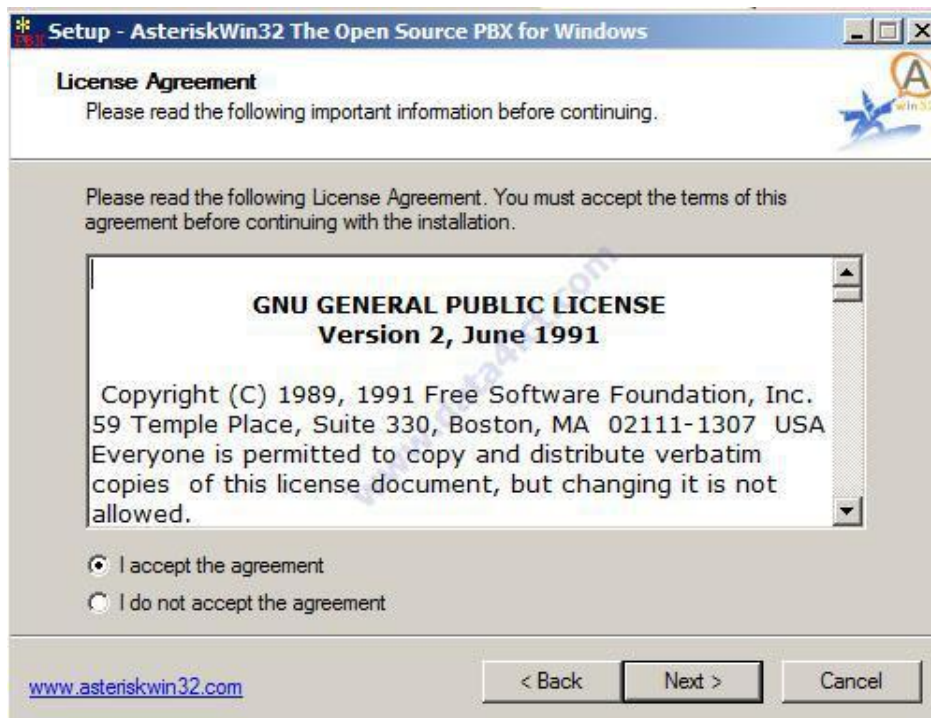 Setup - AsteriskWin32 The Open Source PBX for Windows
License Agreement
Please read the following important information before continuing.
Please read the following License Agreement. You must accept the terms of this
agreement before continuing with the installation.
GNU GENERAL PUBLIC LICENSE
Version 2, June 1991
Copyright (C) 1989, 1991 Free Software Foundation, Inc.
59 Temple Place, Suite 330, Boston, MA 02111-1307 USA
Everyone is permitted to copy and distribute verbatim
copies of this license document, but changing it is not
allowed.
I accept the agreement
I do not accept the agreement
www.asteriskwin32.com
< Back
Next >
Cancel